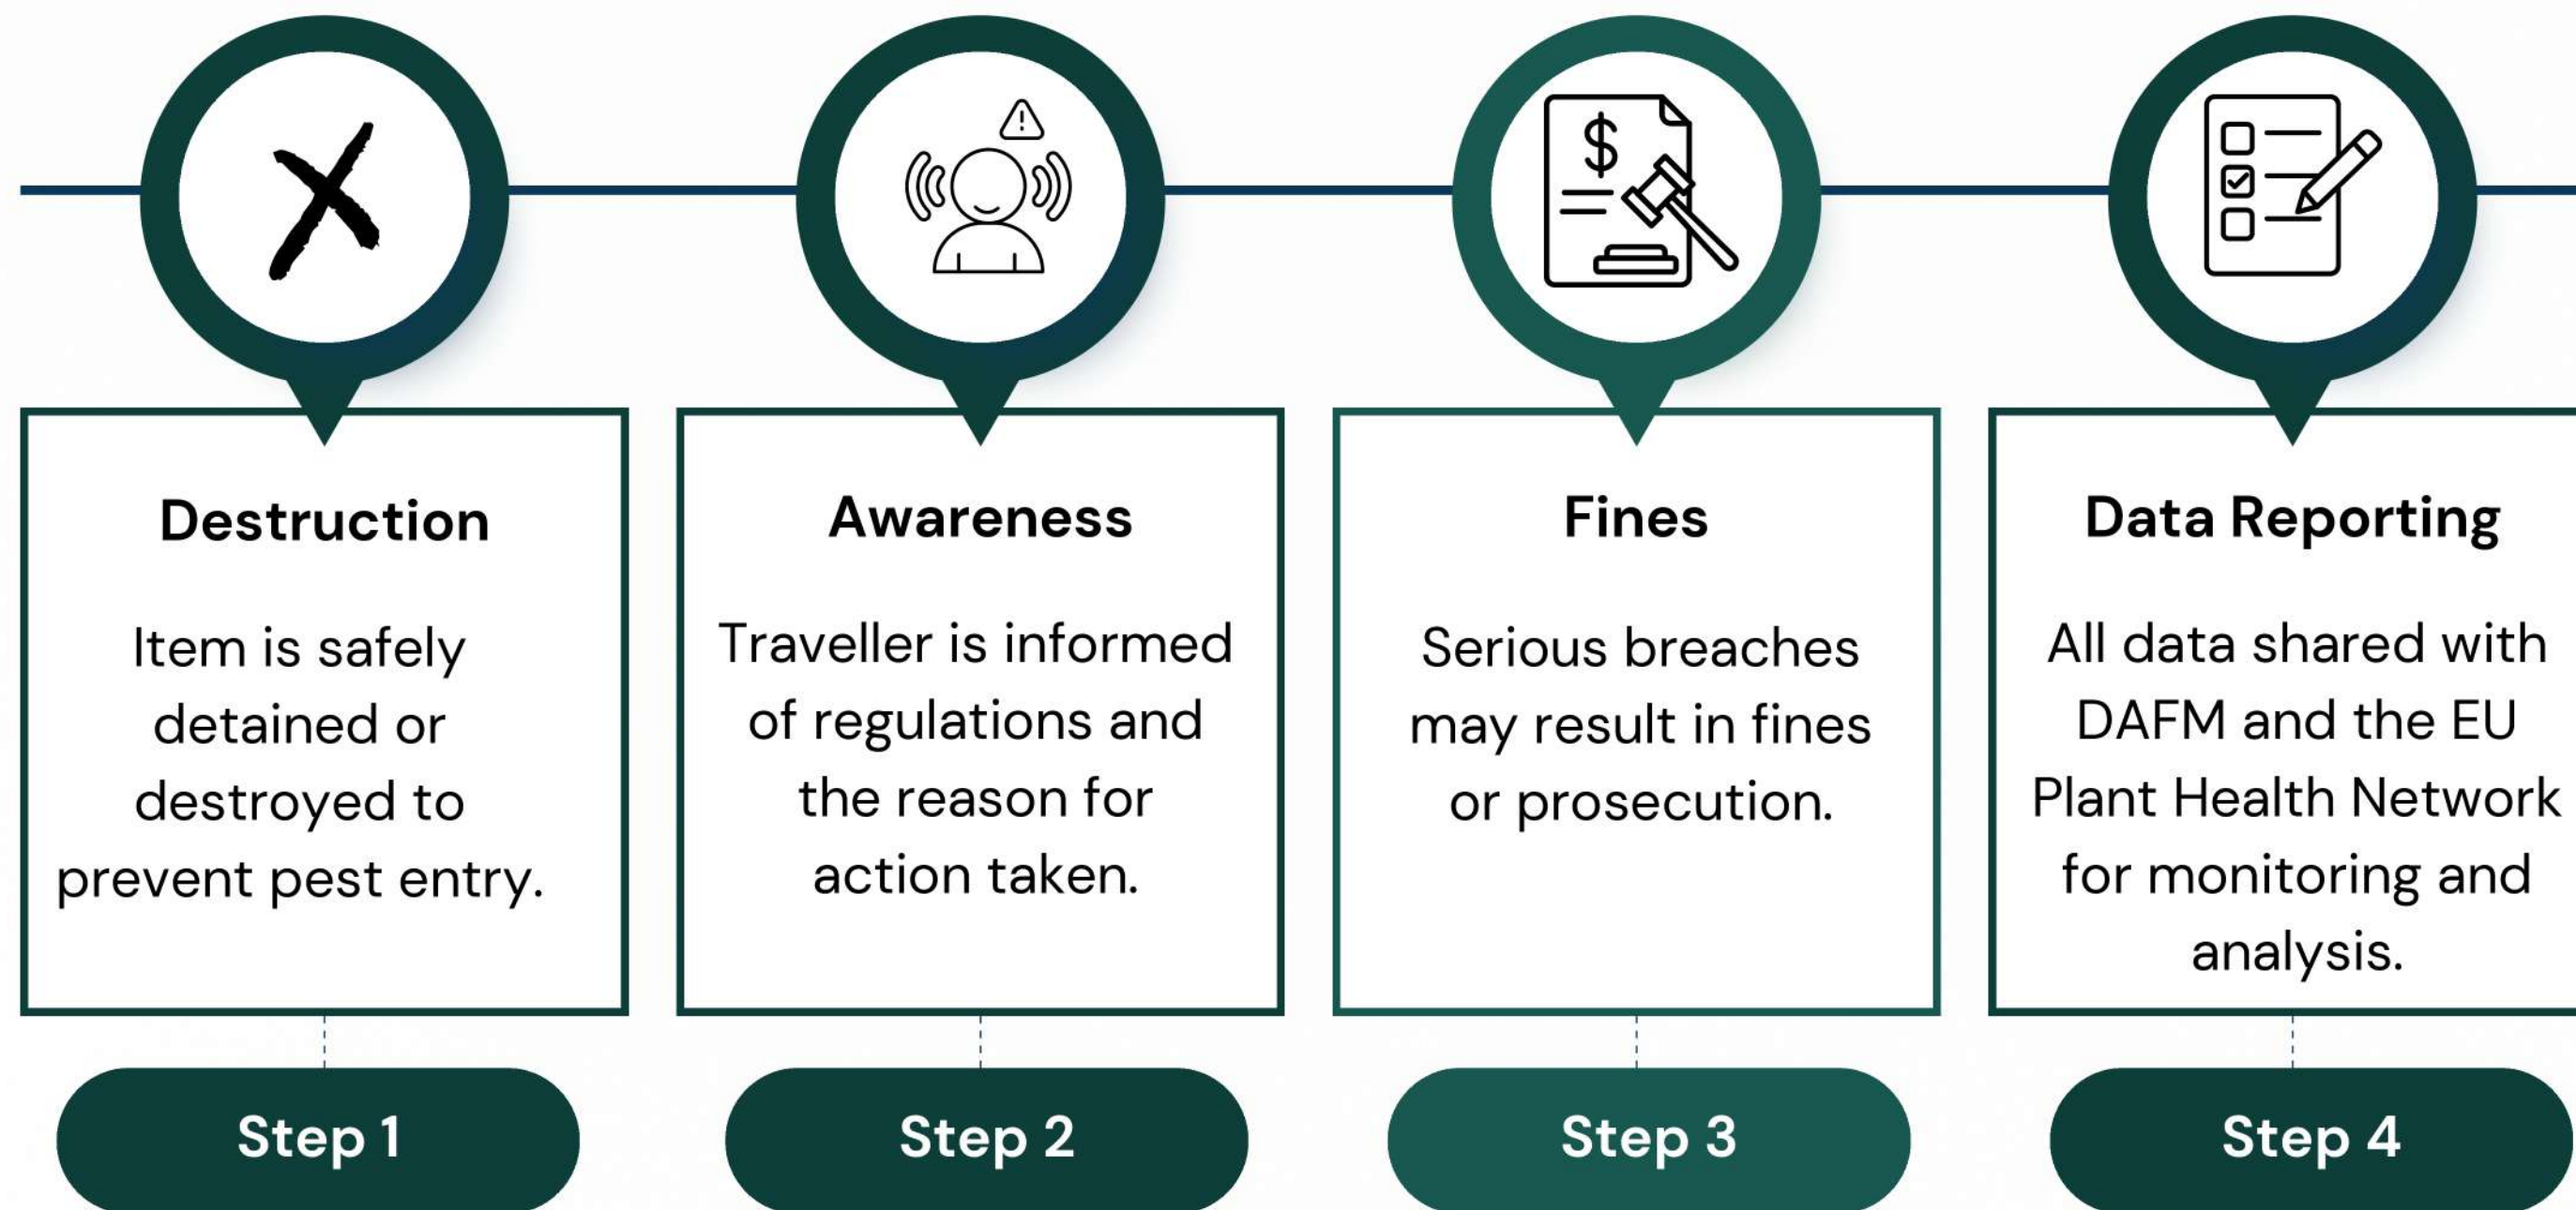 Destruction
Item is safely
detained or
destroyed to
prevent pest entry.
Step 1
Awareness
Traveller is informed
of regulations and
the reason for
action taken.
Step 2
$
Fines
Serious breaches
may result in fines
or prosecution.
Step 3
Data Reporting
All data shared with
DAFM and the EU
Plant Health Network
for monitoring and
analysis.
Step 4